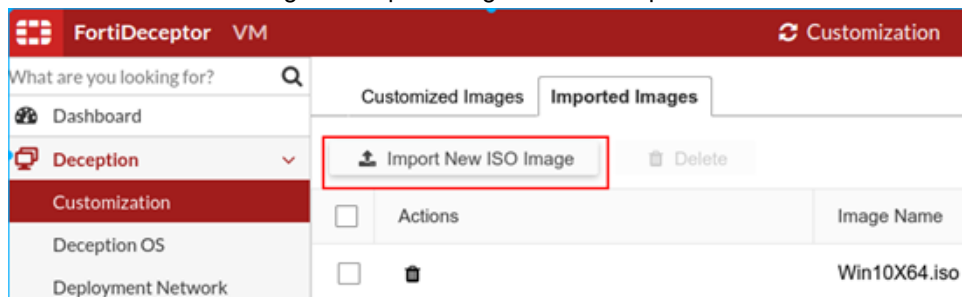 FortiDeceptor VM
Customization
What are you looking for?
Dashboard
Deception
Customization
Deception OS
Deployment Network
Customized Images
Imported Images
Import New ISO Image
Delete
Actions
Image Name
Win10X64.iso